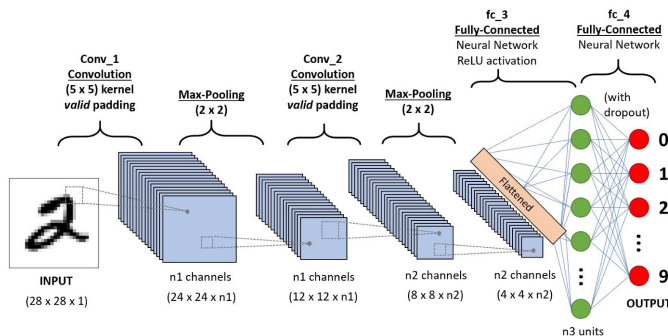 fc_3
Fully-Connected
Neural Network
ReLU activation
fc_4
Fully-Connected
Neural Network
Conv_1
Convolution
(5 x 5) kernel
valid padding
Max-Pooling
(2 x 2)
Conv_2
Convolution
(5 x 5) kernel
valid padding
Max-Pooling
(2 x 2)
(with
dropout)
Flattened
0
1
2
9
INPUT
(28 x 28 x 1)
n1 channels
(24 x 24 x n1)
n1 channels
(12 x 12 x n1)
n2 channels
(8 x 8 x n2)
n2 channels
(4 x 4 x n2)
OUTPUT
n3 units
2